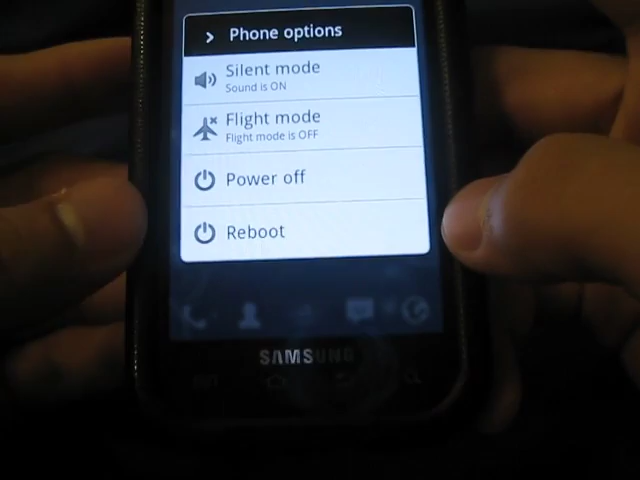 Phone options
Silent mode
Sound is ON
Flight mode
Flight mode is OFF
Power off
Reboot
SAMSUNG